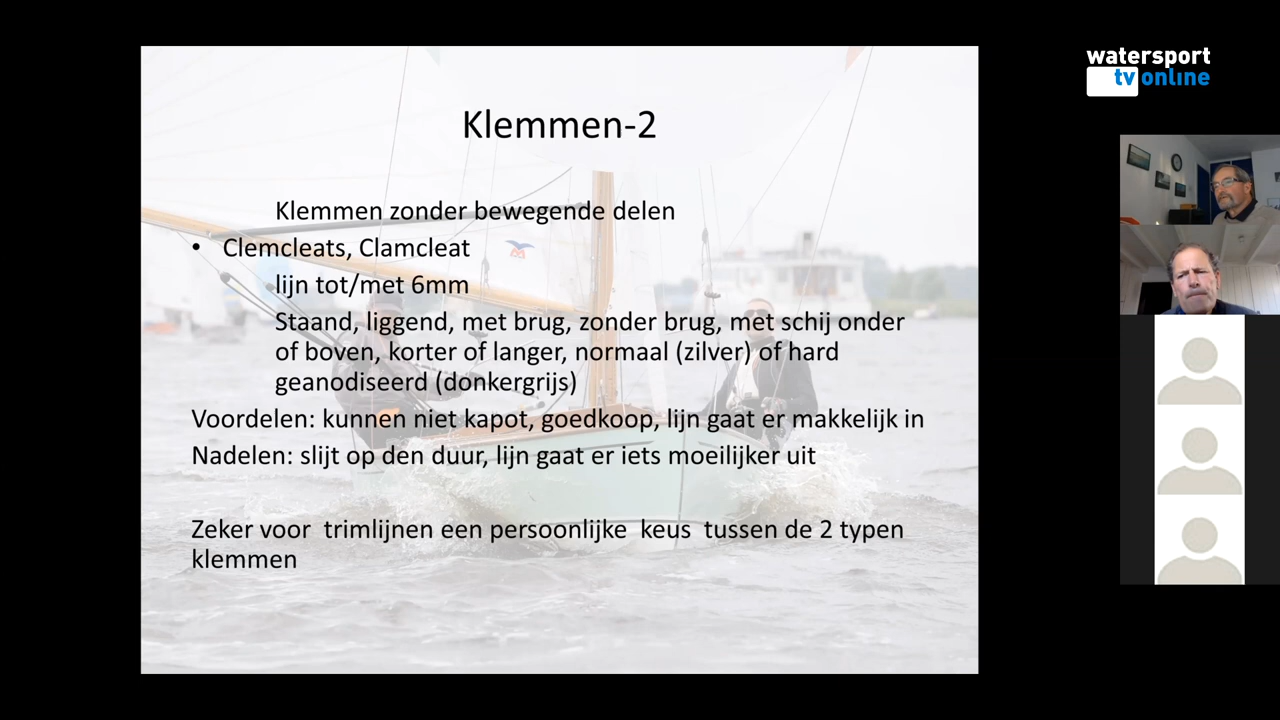 watersport
tv online
Klemmen-2
Klemmen zonder bewegende delen
• Clemcleats, Clamcleat
lijn tot/met 6mm
Staand, liggend, met brug, zonder brug, met schij onder
of boven, korter of langer, normaal (zilver) of hard
geanodiseerd (donkergrijs)
Voordelen: kunnen niet kapot, goedkoop, lijn gaat er makkelijk in
Nadelen: slijt op den duur, lijn gaat er iets moeilijker uit
Zeker voor  trimlijnen een persoonlijke  keus  tussen de 2 typen
klemmen